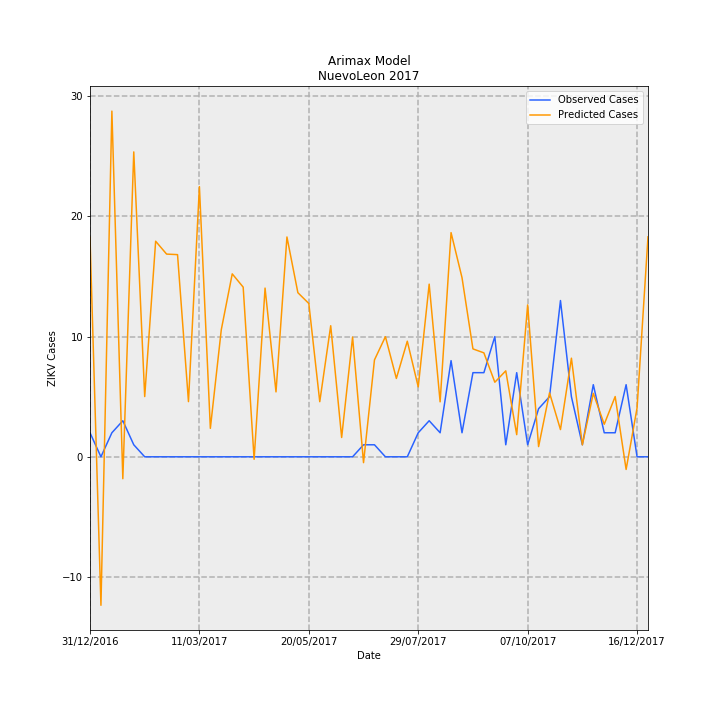 Arimax Model
NuevoLeon 2017
Observed Cases
Predicted Cases
30
20
10
0
−10
ZIKV Cases
31/12/2016 11/03/2017 20/05/2017 29/07/2017 07/10/2017 16/12/2017
Date